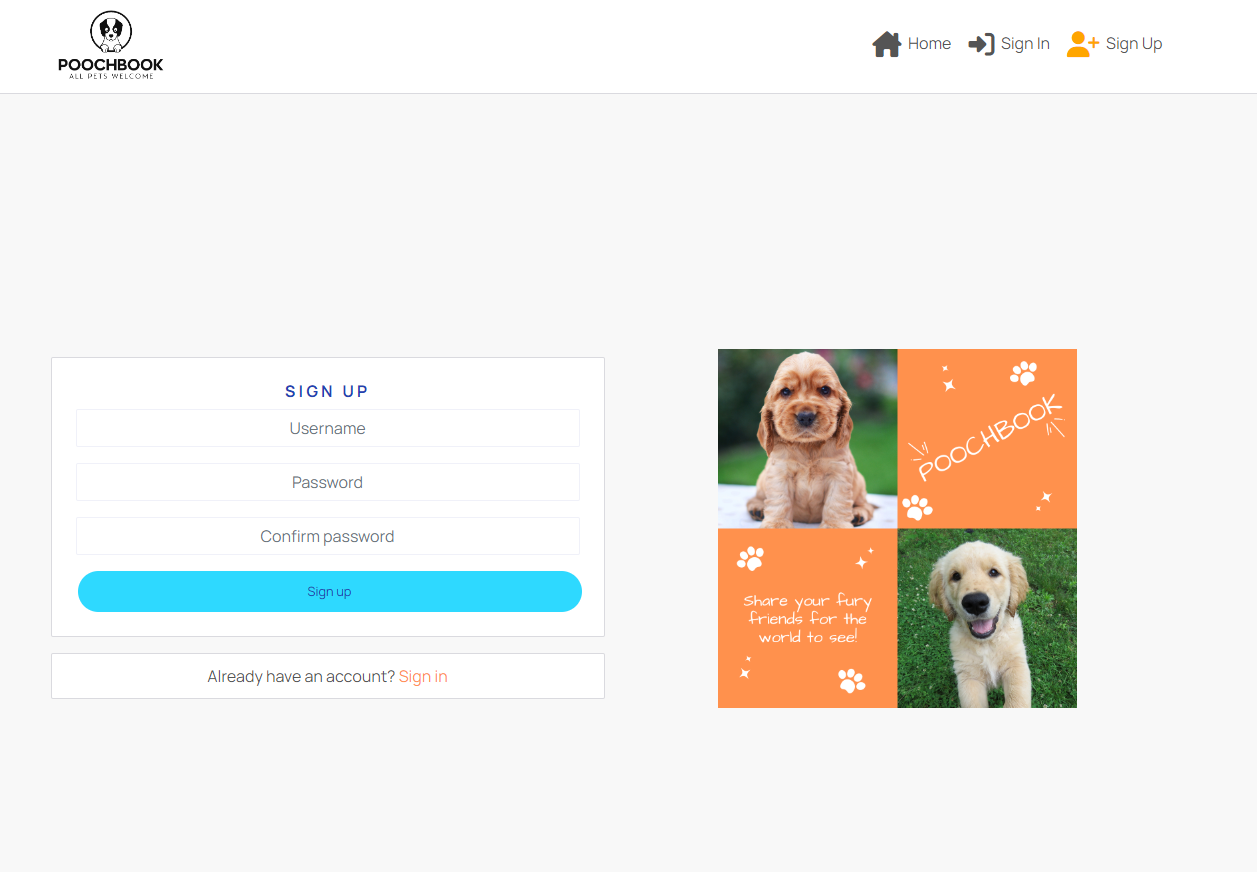 POOCHBOOK
ALL PETS WELCOME
Home
Sign In
Sign Up
SIGN UP
Username
Password
Confirm password
Sign up
Already have an account? Sign in
POOCHBOOK
Share your fury
friends for the
world to see!